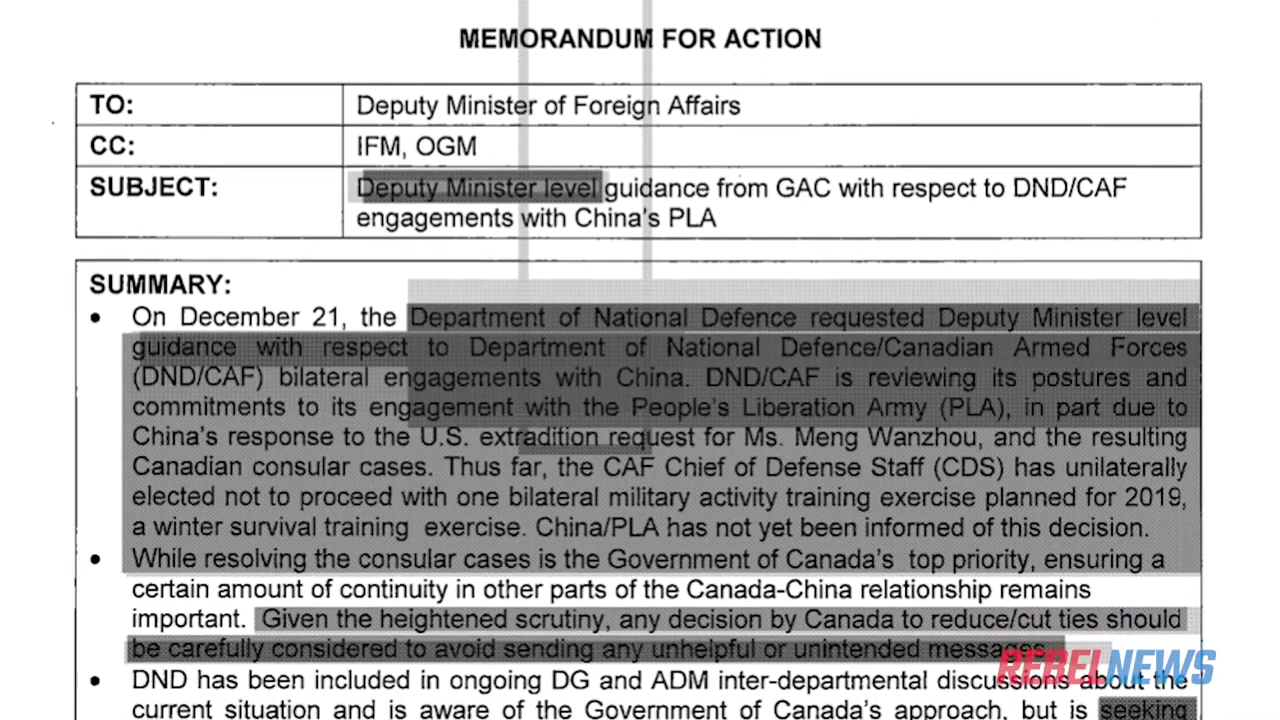 MEMORANDUM FOR ACTION
TO: Deputy Minister of Foreign Affairs
CC: IFM, OGM
SUBJECT: Deputy Minister level guidance from GAC with respect to DND/CAF
engagements with China's PLA
SUMMARY:
• On December 21, the Department of National Defence requested Deputy Minister level
guidance with respect to Department of National Defence/Canadian Armed Forces
(DND/CAF) bilateral engagements with China. DND/CAF is reviewing its postures and
commitments to its engagement with the People's Liberation Army (PLA), in part due to
China's response to the U.S. extradition request for Ms. Meng Wanzhou, and the resulting
Canadian consular cases. Thus far, the CAF Chief of Defense Staff (CDS) has unilaterally
elected not to proceed with one bilateral military activity training exercise planned for 2019,
a winter survival training exercise. China/PLA has not yet been informed of this decision.
• While resolving the consular cases is the Government of Canada's top priority, ensuring a
certain amount of continuity in other parts of the Canada-China relationship remains
important. Given the heightened scrutiny, any decision by Canada to reduce/cut ties should
be carefully considered to avoid sending any unhelpful or unintended messages.
REBELNEWS
• DND has been included in ongoing DG and ADM inter-departmental discussions about the
current situation and is aware of the Government of Canada's approach, but is seeking